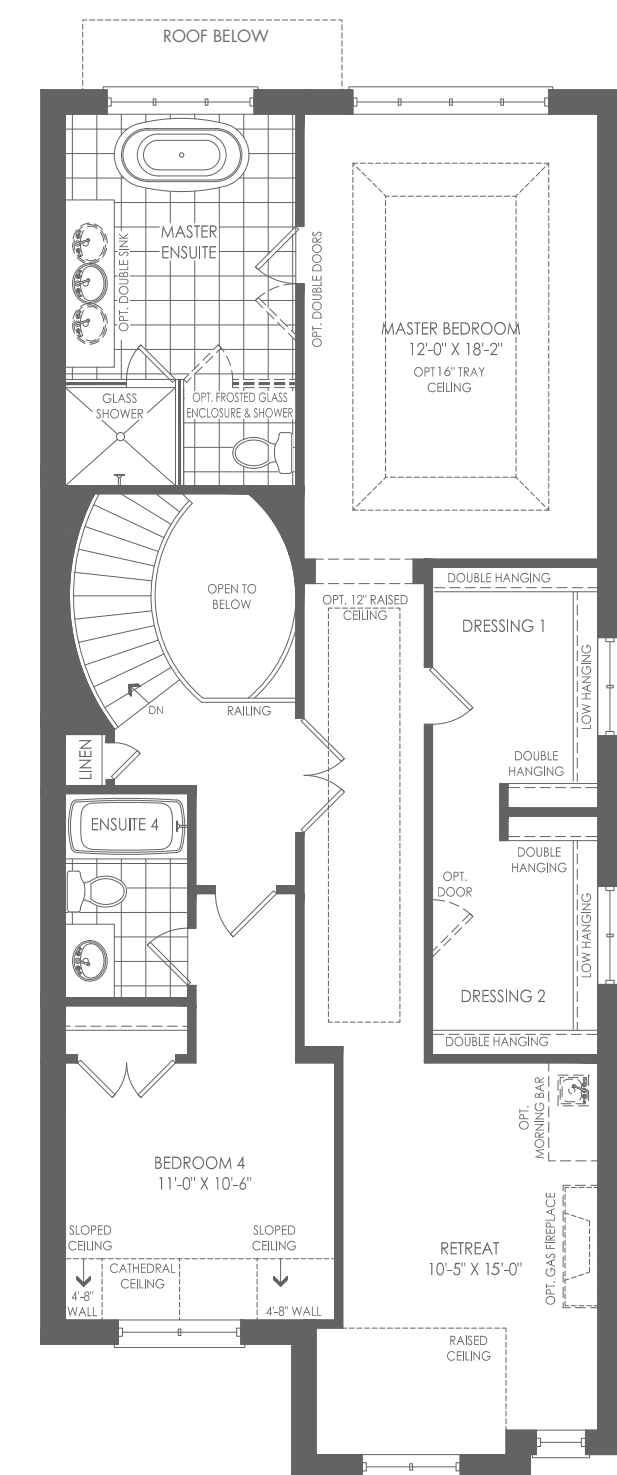 ROOF BELOW
MASTER
ENSUITE
OPT. DOUBLE SINK
OPT. DOUBLE DOORS
MASTER BEDROOM
12'-0" X 18'-2"
OPT16" TRAY
CEILING
GLASS
SHOWER
OPT. FROSTED GLASS
ENCLOSURE & SHOWER
OPEN TO
BELOW
OPT. 12" RAISED
CEILING
DOUBLE HANGING
DRESSING 1
LOW HANGING
DN
RAILING
LINEN
DOUBLE
HANGING
ENSUITE 4
DOUBLE
HANGING
OPT.
DOOR
LOW HANGING
DRESSING 2
DOUBLE HANGING
OPT.
MORNING BAR
BEDROOM 4
11'-0" X 10'-6"
SLOPED
CEILING
SLOPED
CEILING
CATHEDRAL
CEILING
4'-8"
WALL
4'-8" WALL
RETREAT
10'-5" X 15'-0"
OPT. GAS FIREPLACE
RAISED
CEILING